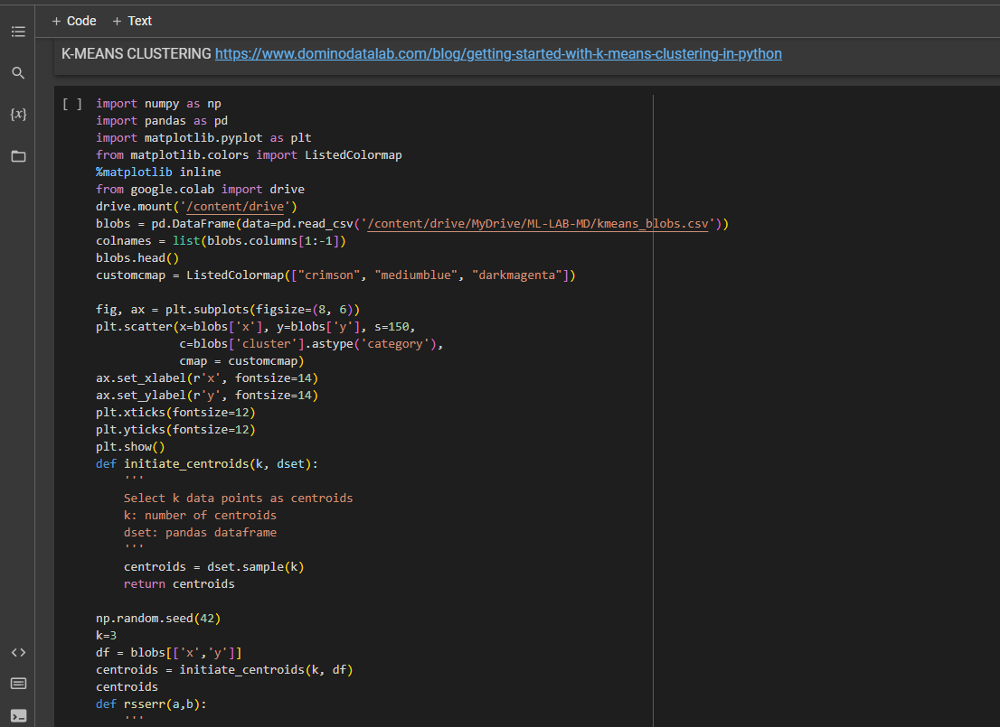 + Code + Text
K-MEANS CLUSTERING https://www.dominodatalab.com/blog/getting-started-with-k-means-clustering-in-python
{x}
[ ] import numpy as np
import pandas as pd
import matplotlib.pyplot as plt
from matplotlib.colors import ListedColormap
%matplotlib inline
from google.colab import drive
drive.mount('/content/drive')
blobs = pd.DataFrame(data=pd.read_csv('/content/drive/MyDrive/ML-LAB-MD/kmeans_blobs.csv'))
colnames = list(blobs.columns[1:-1])
blobs.head()
customcmap = ListedColormap(["crimson", "mediumblue", "darkmagenta"])

fig, ax = plt.subplots(figsize=(8, 6))
plt.scatter(x=blobs['x'], y=blobs['y'], s=150,
            c=blobs['cluster'].astype('category'),
            cmap = customcmap)
ax.set_xlabel(r'x', fontsize=14)
ax.set_ylabel(r'y', fontsize=14)
plt.xticks(fontsize=12)
plt.yticks(fontsize=12)
plt.show()
def initiate_centroids(k, dset):
    '''
    Select k data points as centroids
    k: number of centroids
    dset: pandas dataframe
    '''
    centroids = dset.sample(k)
    return centroids

np.random.seed(42)
k=3
df = blobs[['x','y']]
centroids = initiate_centroids(k, df)
centroids
def rsserr(a,b):
    '''